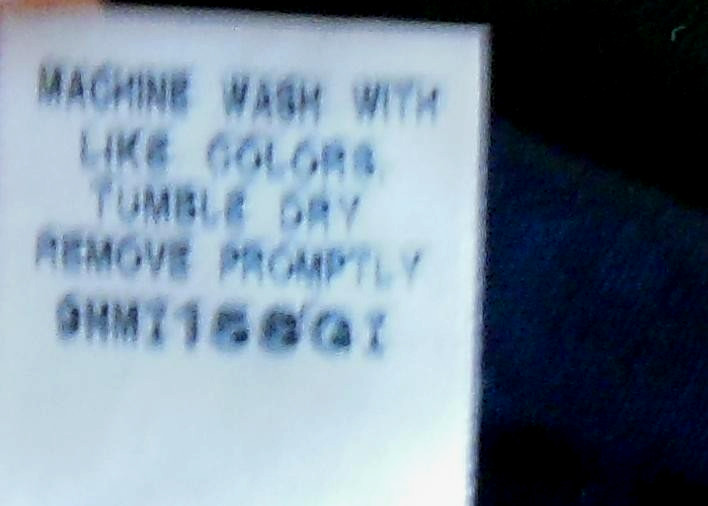 MACHINE WASH WITH
LIKE COLORS.
TUMBLE DRY
REMOVE PROMPTLY